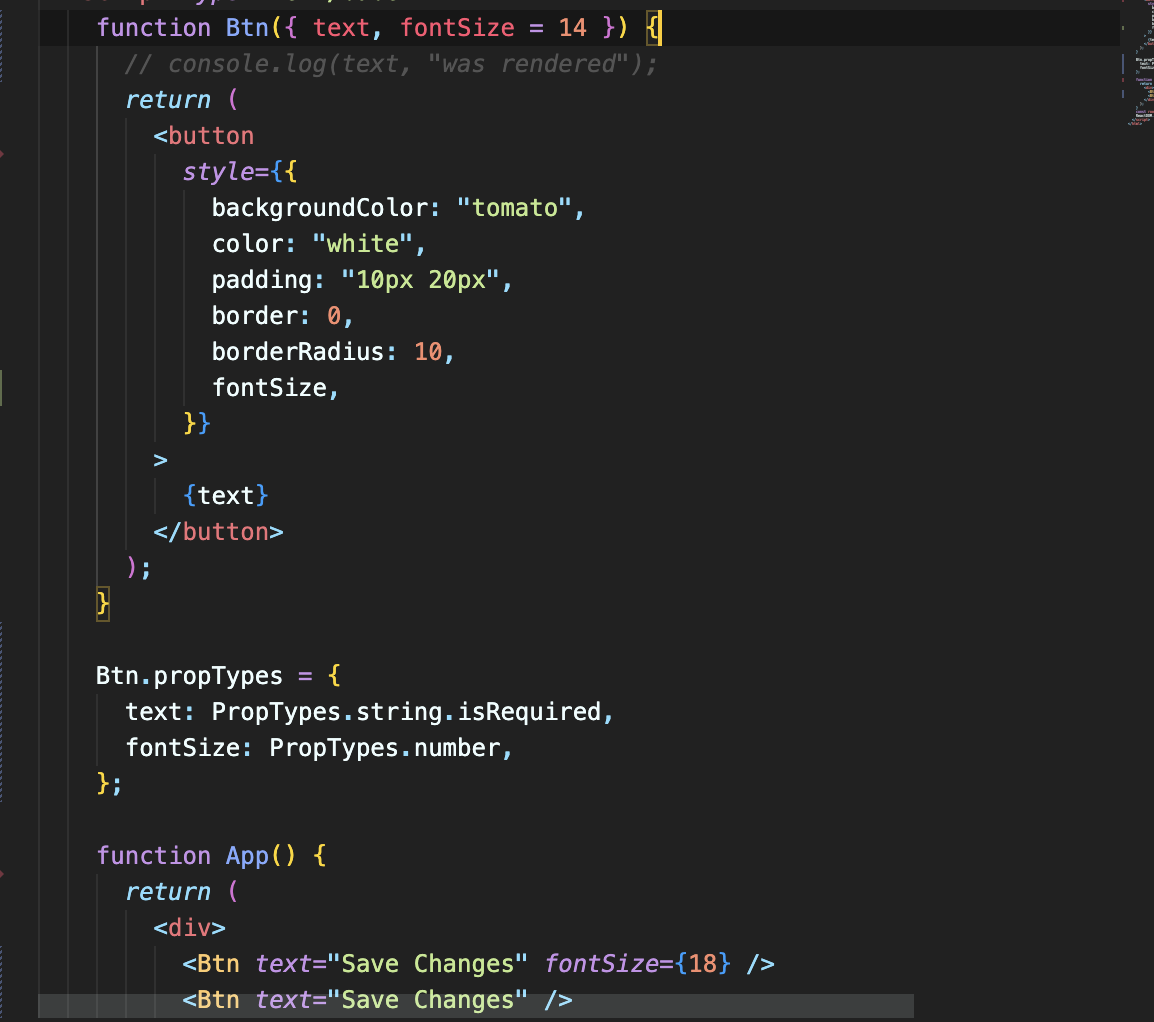 function Btn({ text, fontSize = 14 }) {
// console.log(text, "was rendered");
return (
<button
style={{
backgroundColor: "tomato",
color: "white",
padding: "10px 20px",
border: 0,
borderRadius: 10,
fontSize,
}}
>
{text}
</button>
);
}
Btn.propTypes = {
text: PropTypes.string.isRequired,
fontSize: PropTypes.number,
};
function App() {
return (
<div>
<Btn text="Save Changes" fontSize={18} />
<Btn text="Save Changes" />